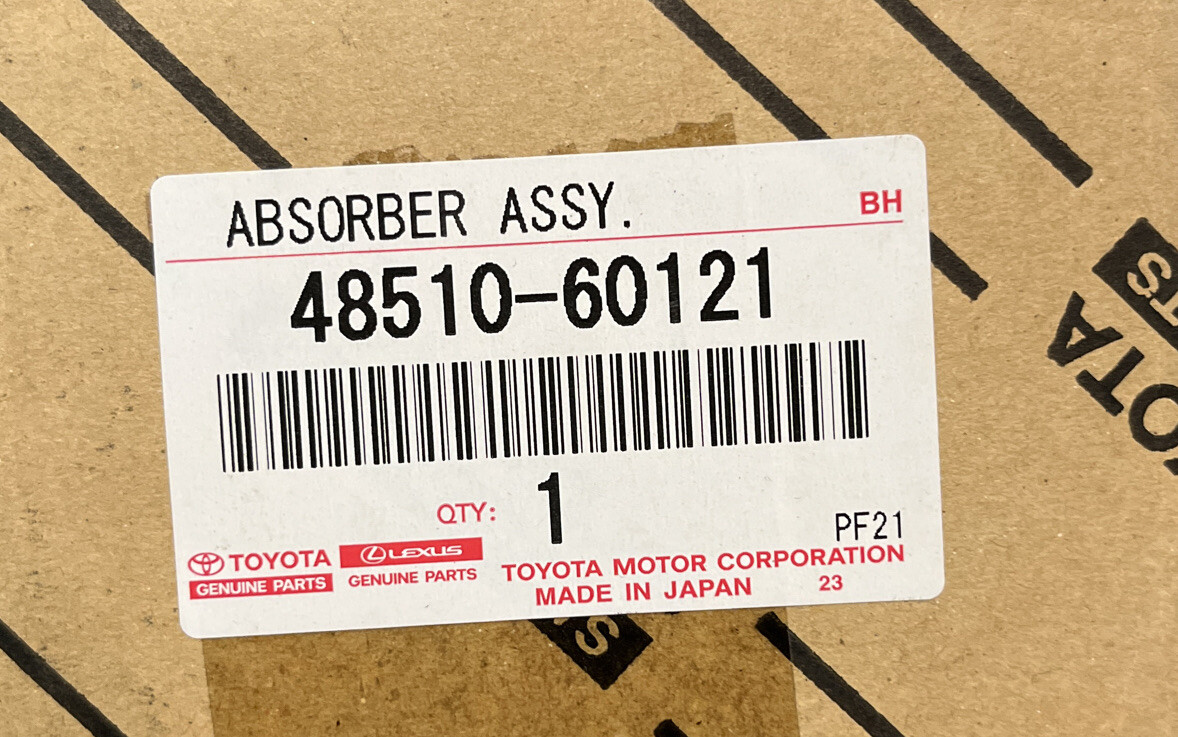 ABSORBER ASSY.
BH
48510-60121
QTY: 1
PF21
TOYOTA
GENUINE PARTS
LEXUS
GENUINE PARTS
TOYOTA MOTOR CORPORATION
MADE IN JAPAN 23
TOYOTA